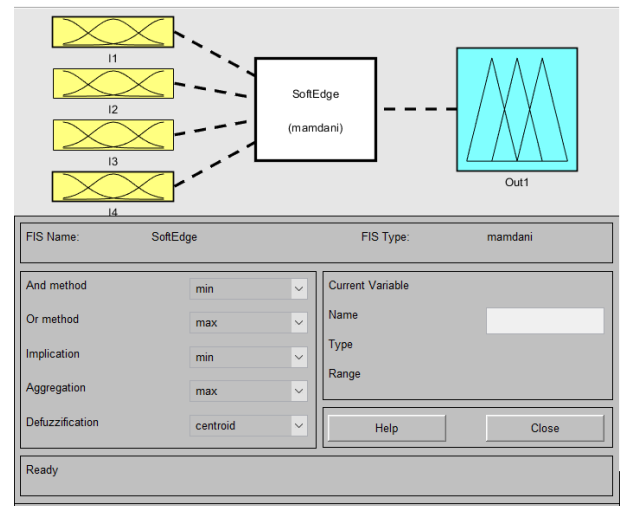 I1
I2
I3
I4
SoftEdge
(mamdani)
Out1
FIS Name: SoftEdge FIS Type: mamdani
And method min
Or method max
Implication min
Aggregation max
Defuzzification centroid
Current Variable
Name
Type
Range
Help Close
Ready